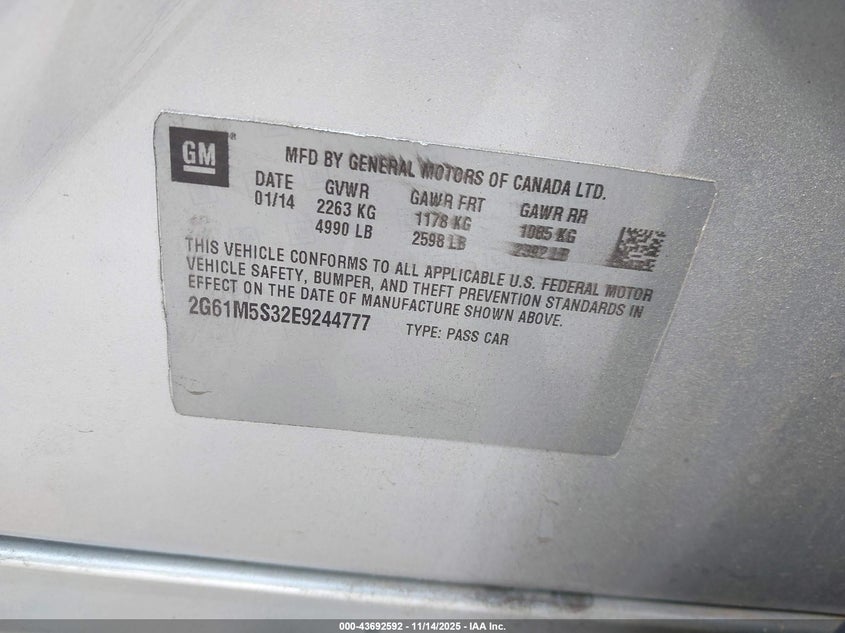 GM®
MFD BY GENERAL MOTORS OF CANADA LTD.
DATE GVWR GAWR FRT GAWR RR
01/14 2263 KG 1178 KG 1085 KG
4990 LB 2598 LB 2392 LB
THIS VEHICLE CONFORMS TO ALL APPLICABLE U.S. FEDERAL MOTOR
VEHICLE SAFETY, BUMPER, AND THEFT PREVENTION STANDARDS IN
EFFECT ON THE DATE OF MANUFACTURE SHOWN ABOVE.
2G61M5S32E9244777 TYPE: PASS CAR
000-43692592 - 11/14/2025 - IAA Inc.